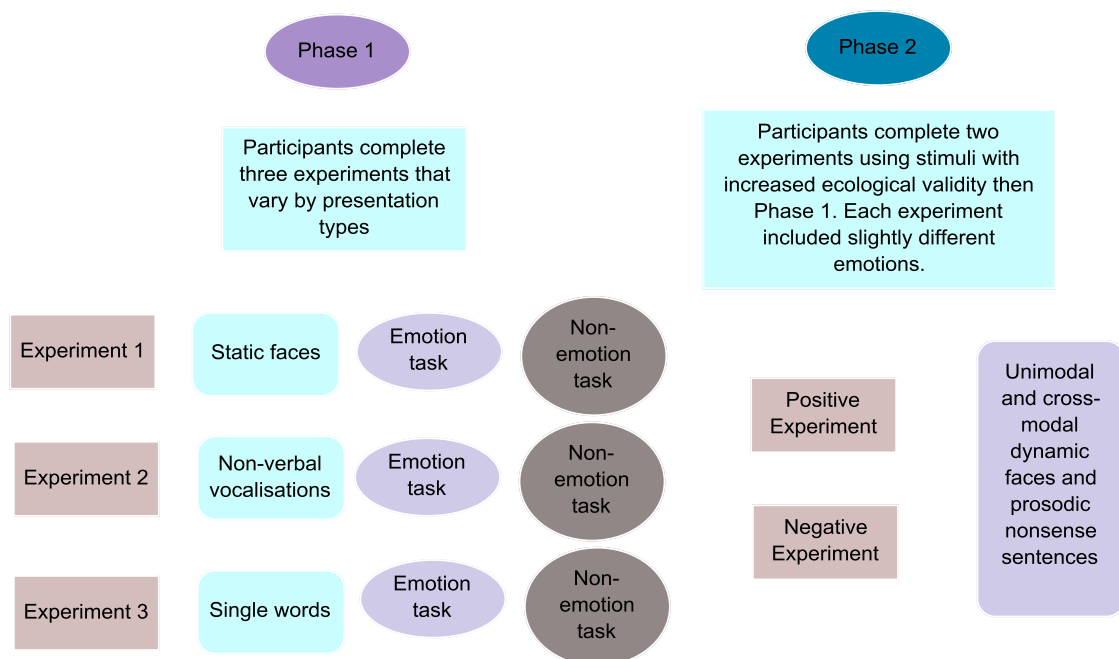 Phase 1
Phase 2
Participants complete
three experiments that
vary by presentation
types
Participants complete two
experiments using stimuli with
increased ecological validity then
Phase 1. Each experiment
included slightly different
emotions.
Experiment 1
Static faces
Emotion
task
Non-
emotion
task
Experiment 2
Non-verbal
vocalisations
Emotion
task
Non-
emotion
task
Experiment 3
Single words
Emotion
task
Non-
emotion
task
Positive
Experiment
Negative
Experiment
Unimodal
and cross-
modal
dynamic
faces and
prosodic
nonsense
sentences